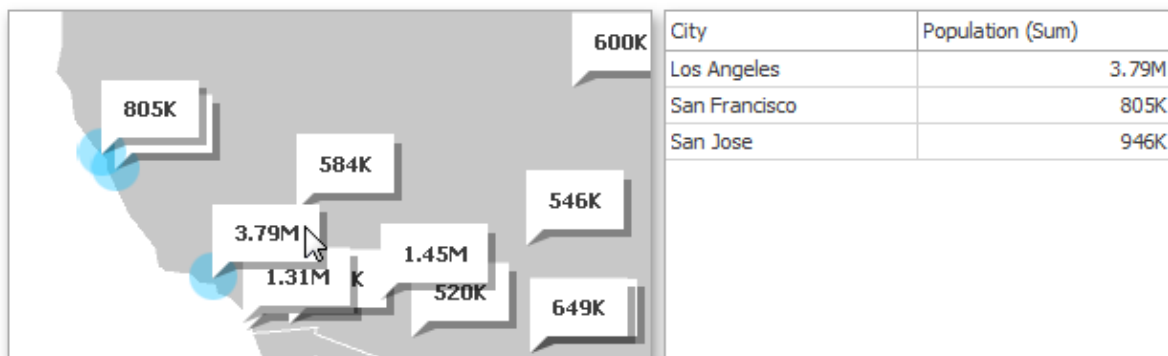 600K
805K
584K
546K
3.79M
1.45M
1.31M
K
520K
649K
City Population (Sum)
Los Angeles 3.79M
San Francisco 805K
San Jose 946K